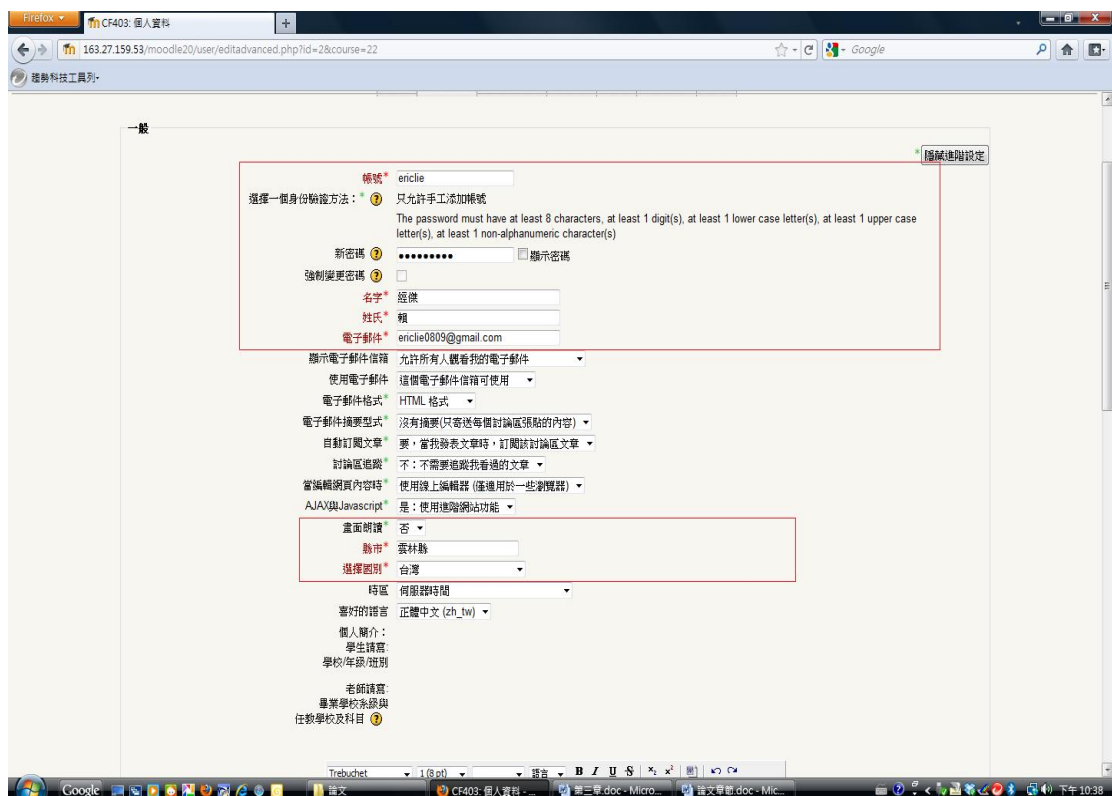 Firefox
CF403: 個人資料
163.27.159.53/moodle20/user/editadvanced.php?id=2&course=22
Google
趨勢科技工具列
一般
* 隱藏進階設定
帳號* ericlie
選擇一個身份驗證方法：* 只允許手工添加帳號
The password must have at least 8 characters, at least 1 digit(s), at least 1 lower case letter(s), at least 1 upper case
letter(s), at least 1 non-alphanumeric character(s)
新密碼 ●●●●●●●●● 顯示密碼
強制變更密碼
名字* 經傑
姓氏* 賴
電子郵件* ericlie0809@gmail.com
顯示電子郵件信箱 允許所有人觀看我的電子郵件
使用電子郵件 這個電子郵件信箱可使用
電子郵件格式* HTML 格式
電子郵件摘要型式* 沒有摘要(只寄送每個討論區張貼的內容)
自動訂閱文章* 要，當我發表文章時，訂閱該討論區文章
討論區追蹤* 不：不需要追蹤我看過的文章
當編輯網頁內容時* 使用線上編輯器 (僅適用於一些瀏覽器)
AJAX與Javascript* 是：使用進階網站功能
畫面朗讀* 否
縣市* 雲林縣
選擇國別* 台灣
時區 伺服器時間
喜好的語言 正體中文 (zh_tw)
個人簡介：
學生請寫:
學校/年級/班別
老師請寫:
畢業學校系級與
任教學校及科目
Trebuchet 1 (8 pt) 語言 B I U S x₂ x²
Google 論文 CF403: 個人資料 - ... 第三章.doc - Micro... 論文章節.doc - Mic... 下午 10:38